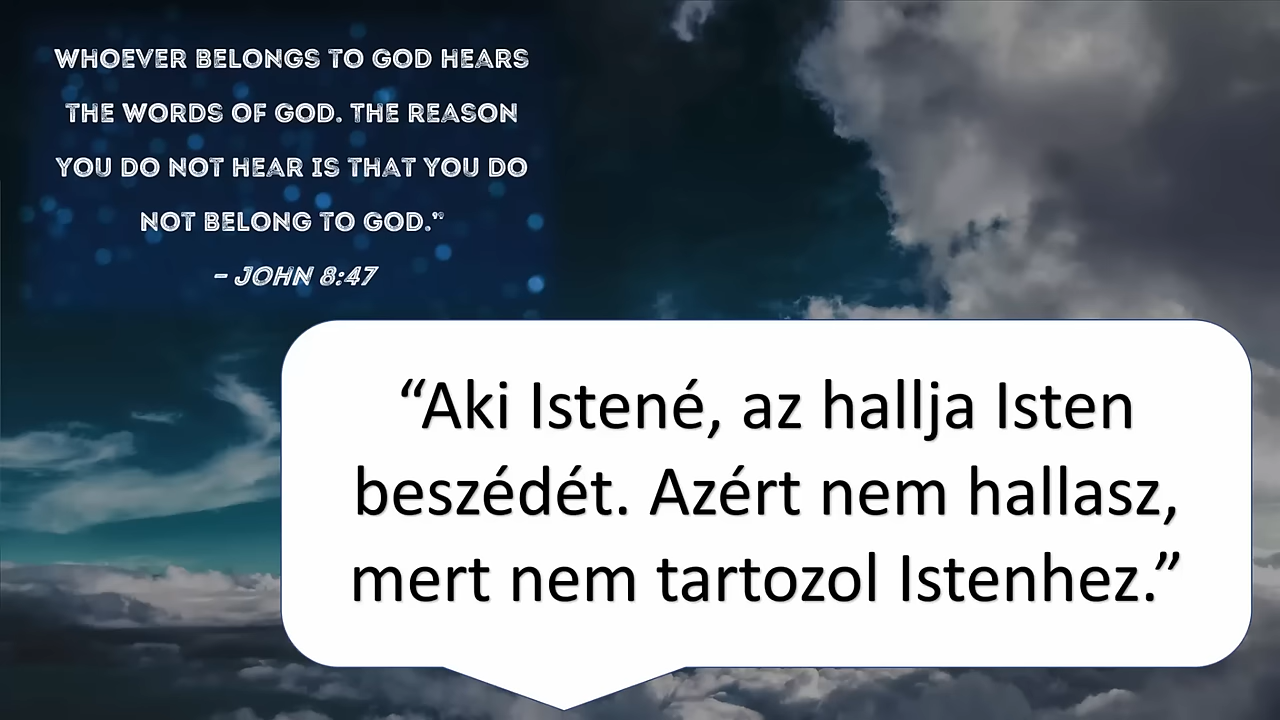 WHOEVER BELONGS TO GOD HEARS
THE WORDS OF GOD. THE REASON
YOU DO NOT HEAR IS THAT YOU DO
NOT BELONG TO GOD."
– JOHN 8:47
“Aki Istené, az hallja Isten
beszédét. Azért nem hallasz,
mert nem tartozol Istenhez.”